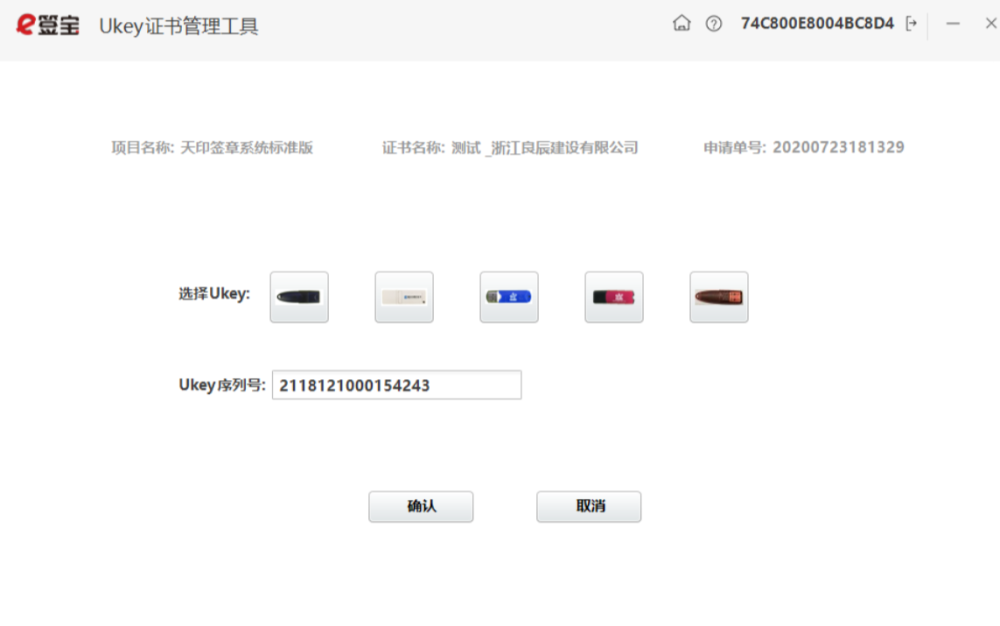 e签宝 Ukey证书管理工具 74C800E8004BC8D4
项目名称: 天印签章系统标准版 证书名称: 测试 _浙江良辰建设有限公司 申请单号: 20200723181329
选择Ukey:
Ukey序列号: 2118121000154243
确认 取消